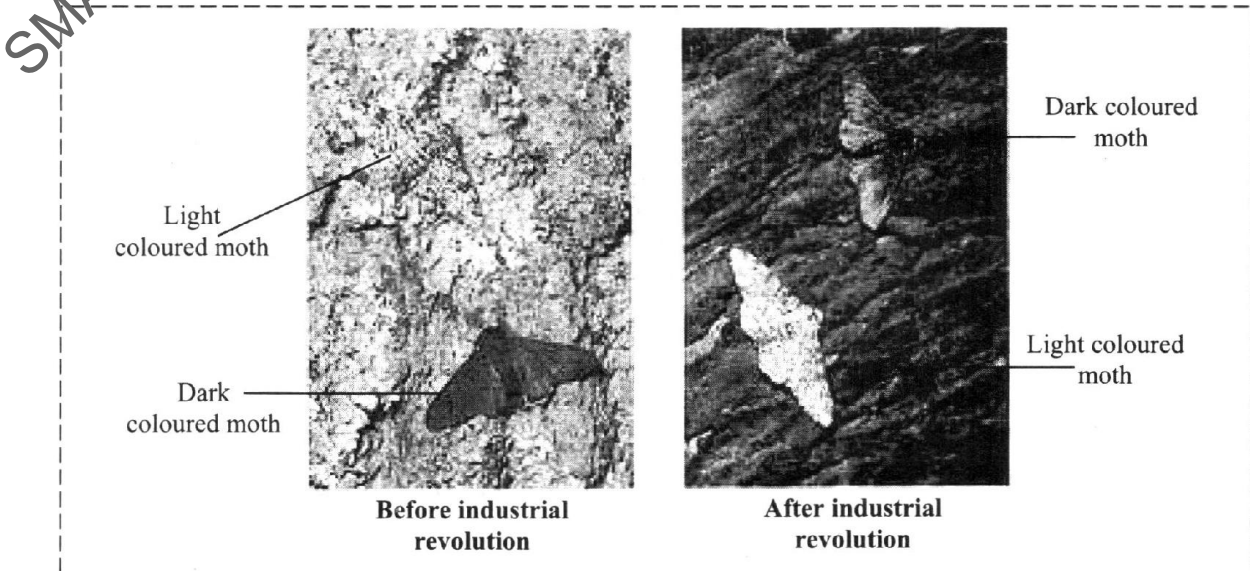 Light
coloured moth
Dark
coloured moth
Dark coloured
moth
Light coloured
moth
Before industrial
revolution
After industrial
revolution